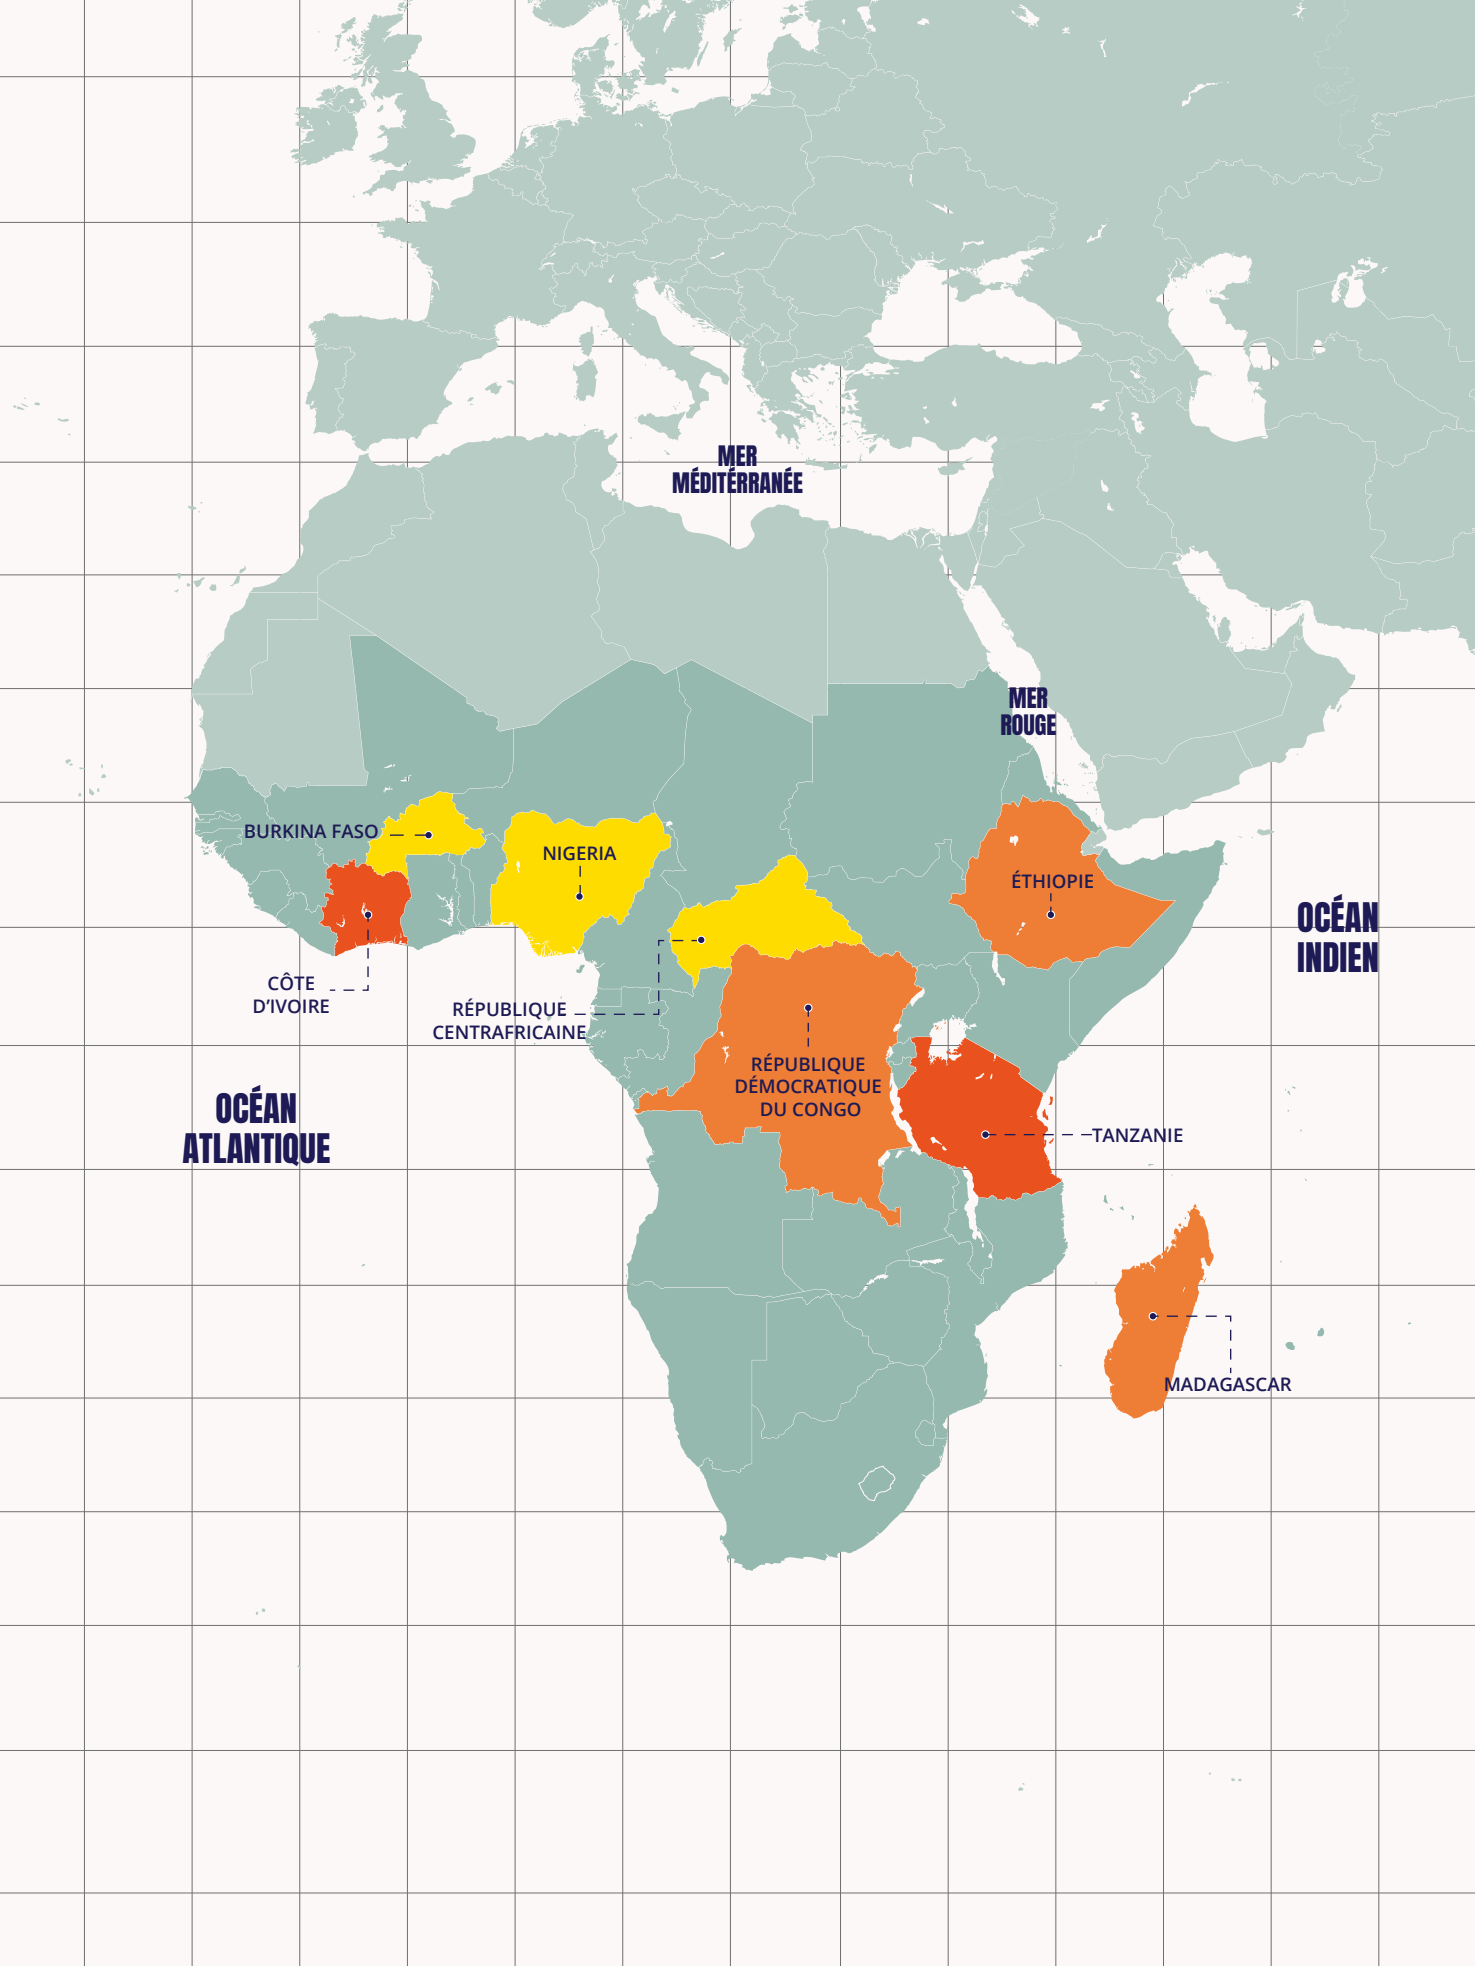 MER
MÉDITÉRRANÉE
MER
ROUGE
BURKINA FASO
NIGERIA
ÉTHIOPIE
OCÉAN
INDIEN
CÔTE
D'IVOIRE
RÉPUBLIQUE
CENTRAFRICAINE
RÉPUBLIQUE
DÉMOCRATIQUE
DU CONGO
OCÉAN
ATLANTIQUE
TANZANIE
MADAGASCAR